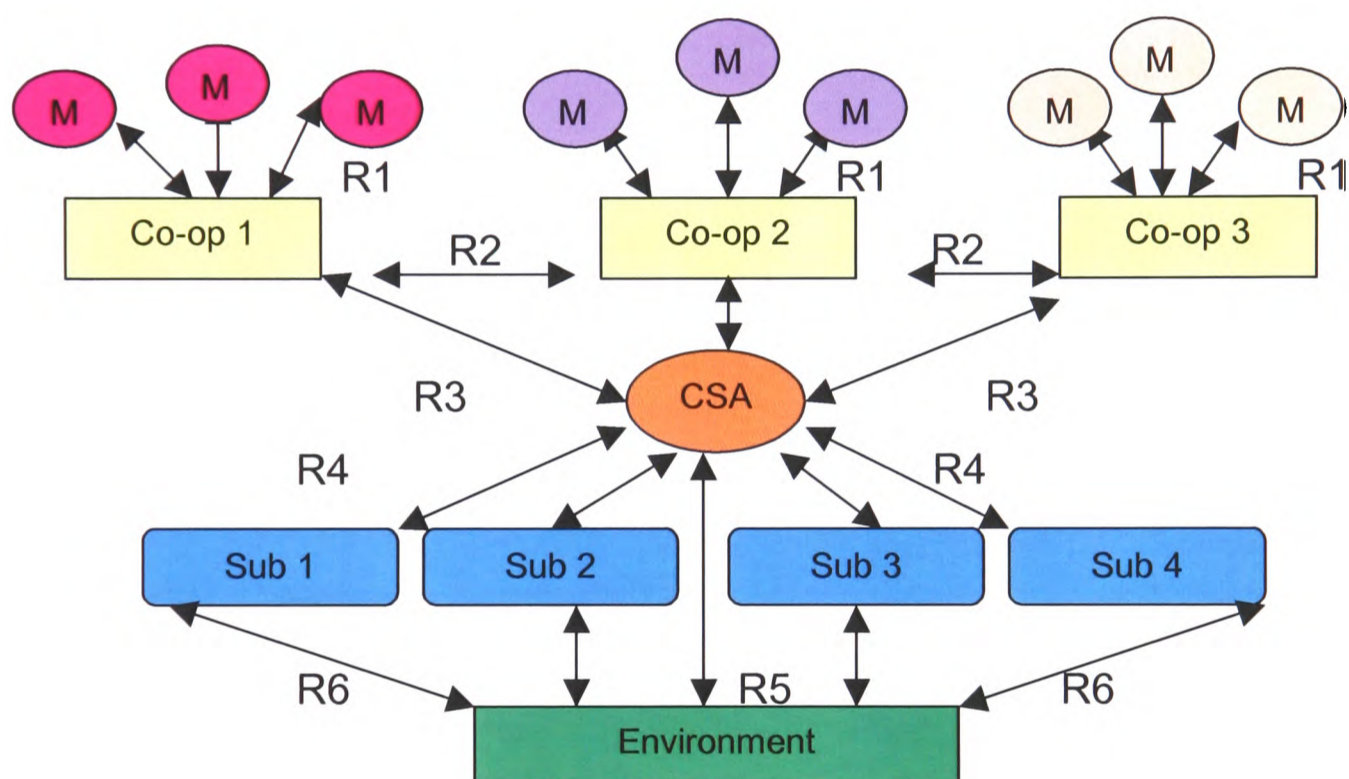 M
M
M
M
M
M
M
M
M
R1
R1
R1
Co-op 1
Co-op 2
Co-op 3
R2
R2
CSA
R3
R3
R4
R4
Sub 1
Sub 2
Sub 3
Sub 4
R6
R5
R6
Environment